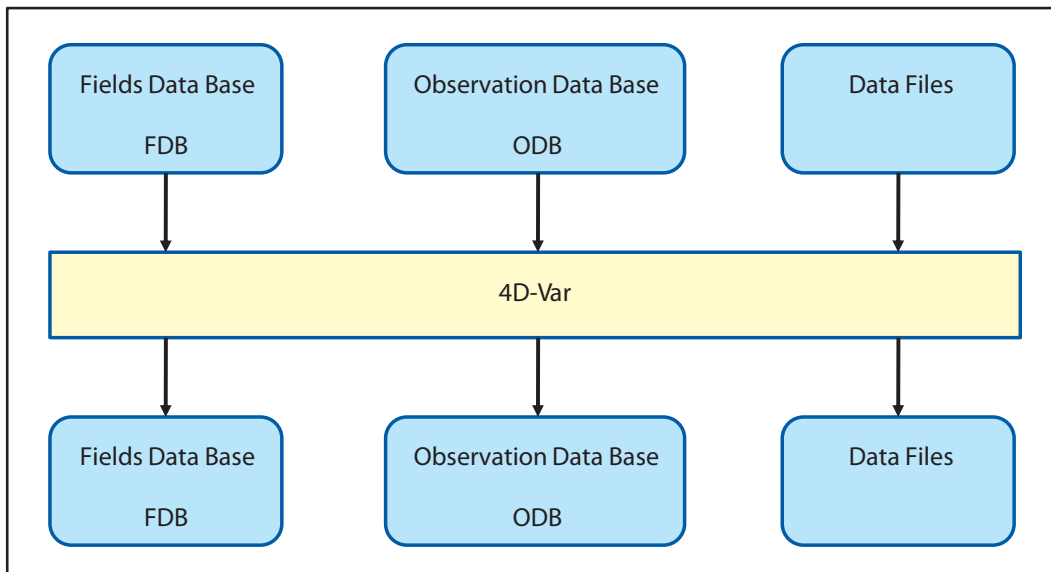 Fields Data Base
FDB
Observation Data Base
ODB
Data Files
4D-Var
Fields Data Base
FDB
Observation Data Base
ODB
Data Files